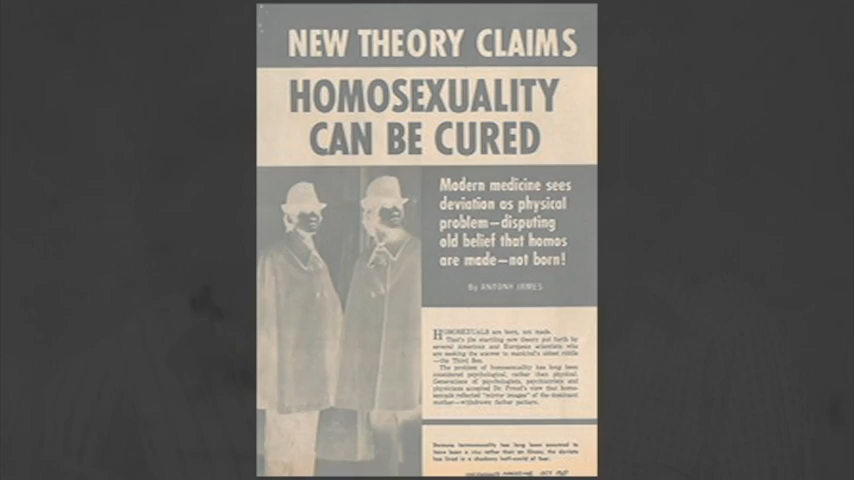 NEW THEORY CLAIMS
HOMOSEXUALITY
CAN BE CURED
Modern medicine sees
deviation as physical
problem—disputing
old belief that homos
are made—not born!
By ANTONY JAMES
HOMOSEXUALS are born, not made.
That's the startling new theory put forth by
several American and European scientists who
are seeking the answer to mankind's oldest riddle
—the Third Sex.
The problem of homosexuality has long been
considered psychological, rather than physical.
Generations of psychologists, psychiatrists and
physicians accepted Dr. Freud's view that homo-
sexuals reflected "mirror images" of the dominant
mother—withdrawn father pattern.
Because homosexuality has long been assumed to
have been a vice rather than an illness, the deviate
has lived in a shadowy half-world of fear.
MAGAZINE OCT